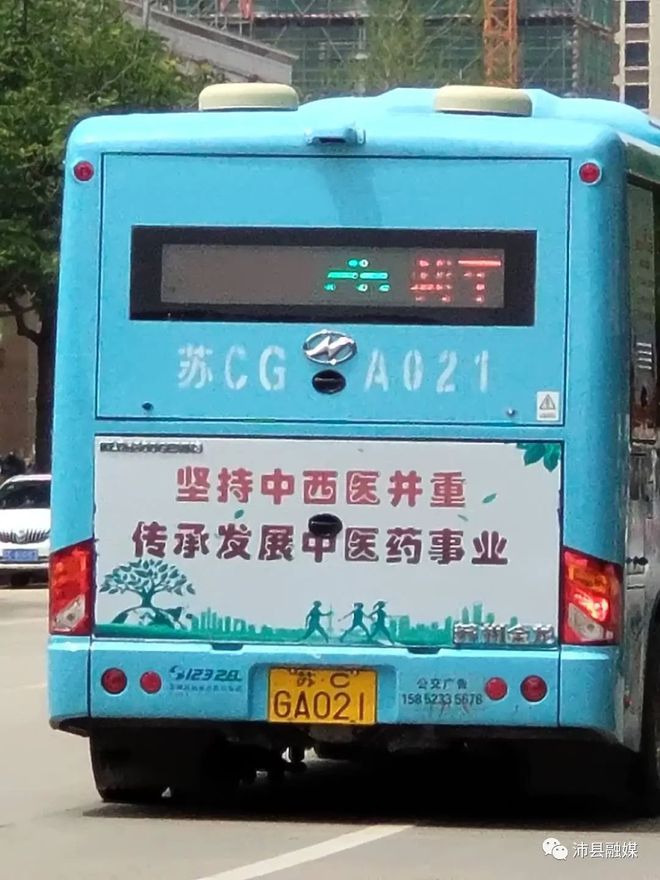 苏CG A021
坚持中西医并重
传承发展中医药事业
苏·C
GA021
公交广告
15852335678
沛县融媒